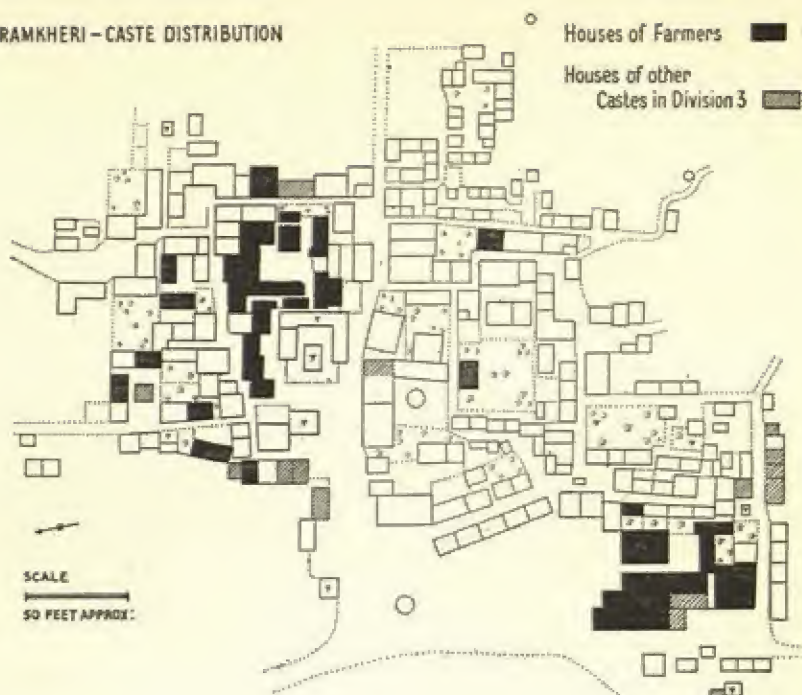 RAMKHERI – CASTE DISTRIBUTION
Houses of Farmers
Houses of other
Castes in Division 3
SCALE
50 FEET APPROX: